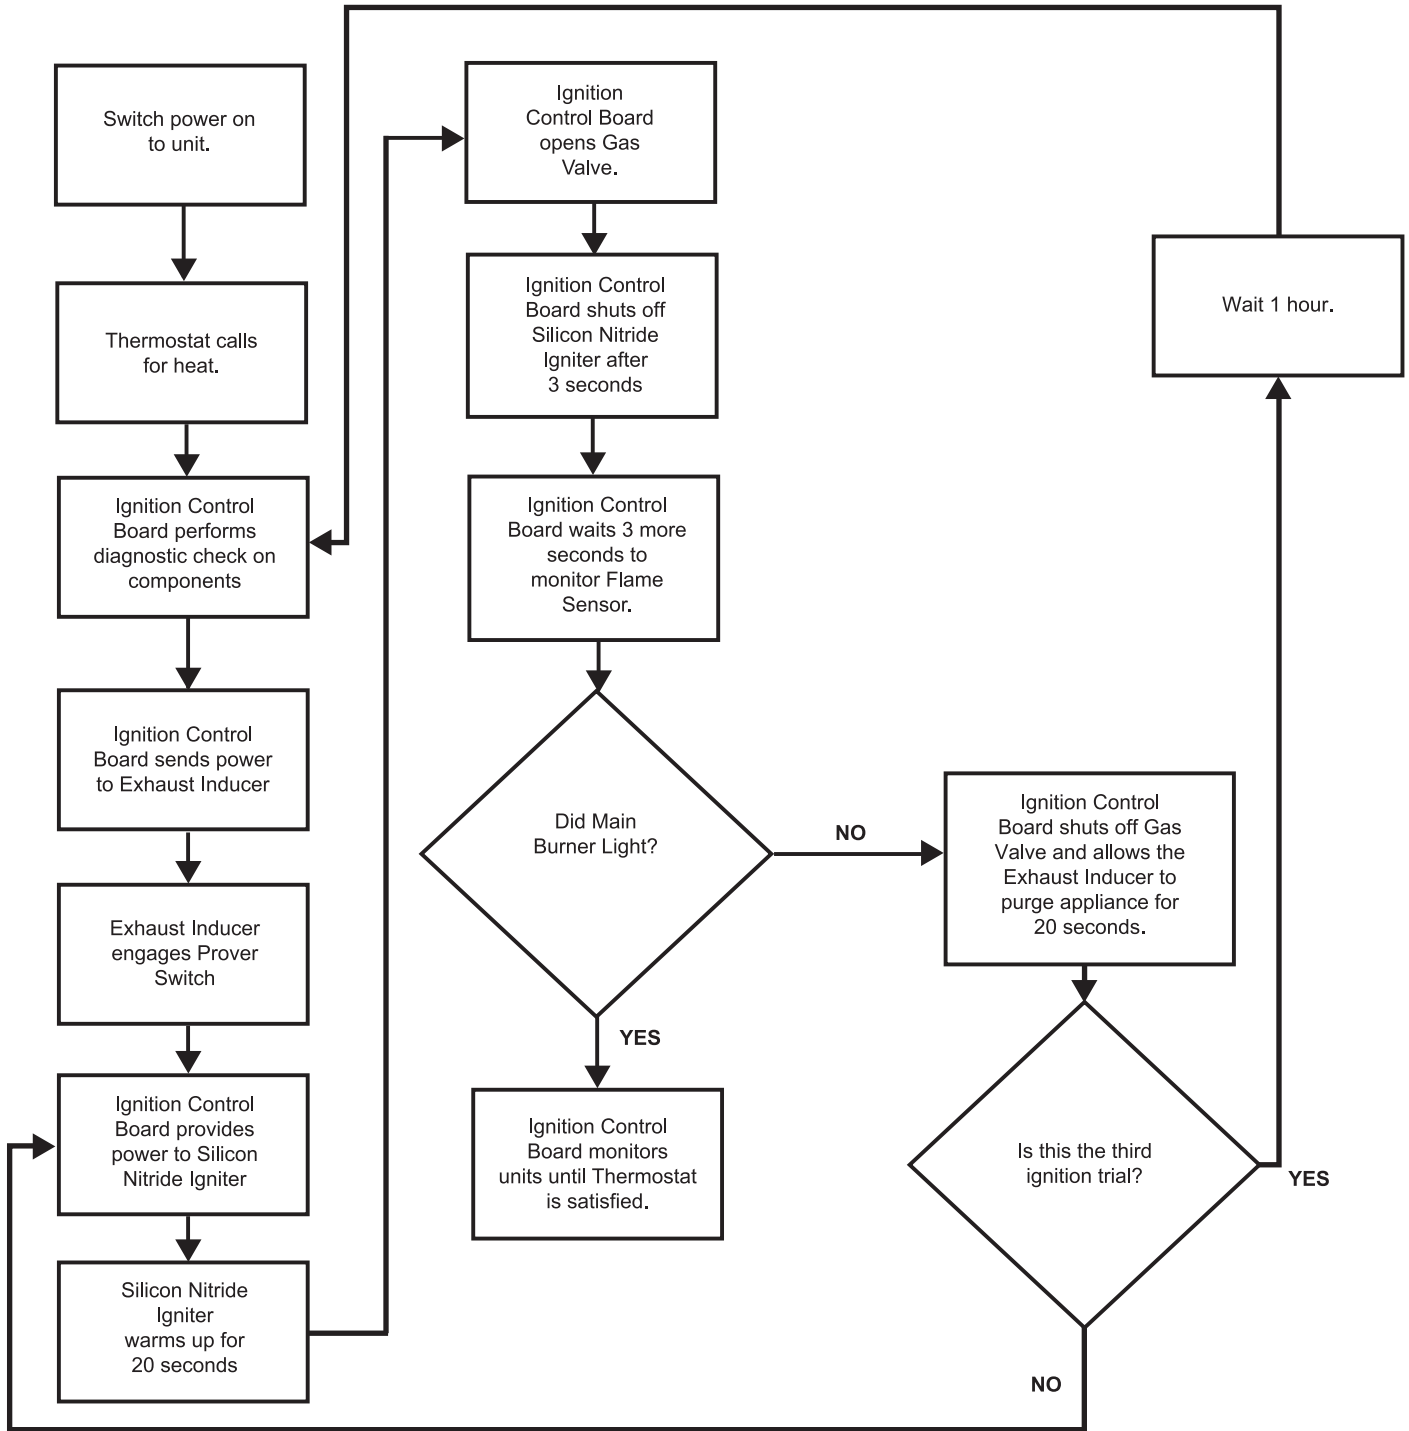 Switch power on
to unit.
Thermostat calls
for heat.
Ignition Control
Board performs
diagnostic check on
components
Ignition Control
Board sends power
to Exhaust Inducer
Exhaust Inducer
engages Prover
Switch
Ignition Control
Board provides
power to Silicon
Nitride Igniter
Silicon Nitride
Igniter
warms up for
20 seconds
Ignition
Control Board
opens Gas
Valve.
Ignition Control
Board shuts off
Silicon Nitride
Igniter after
3 seconds
Ignition Control
Board waits 3 more
seconds to
monitor Flame
Sensor.
Did Main
Burner Light?
YES
Ignition Control
Board monitors
units until Thermostat
is satisfied.
NO
Ignition Control
Board shuts off Gas
Valve and allows the
Exhaust Inducer to
purge appliance for
20 seconds.
Is this the third
ignition trial?
NO
YES
Wait 1 hour.